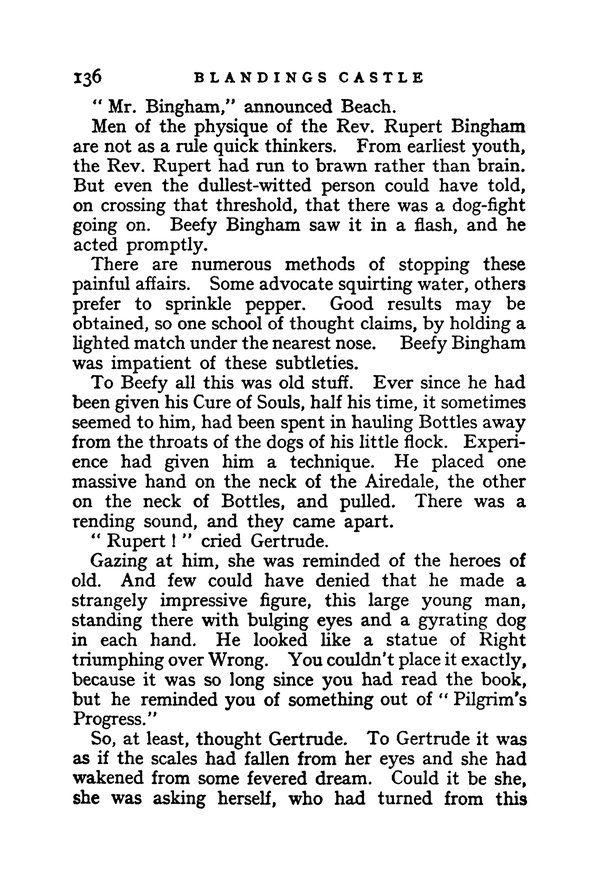 136 BLANDINGS CASTLE
“ Mr. Bingham,” announced Beach.
Men of the physique of the Rev. Rupert Bingham
are not as a rule quick thinkers. From earliest youth,
the Rev. Rupert had run to brawn rather than brain.
But even the dullest-witted person could have told,
on crossing that threshold, that there was a dog-fight
going on. Beefy Bingham saw it in a flash, and he
acted promptly.
There are numerous methods of stopping these
painful affairs. Some advocate squirting water, others
prefer to sprinkle pepper. Good results may be
obtained, so one school of thought claims, by holding a
lighted match under the nearest nose. Beefy Bingham
was impatient of these subtleties.
To Beefy all this was old stuff. Ever since he had
been given his Cure of Souls, half his time, it sometimes
seemed to him, had been spent in hauling Bottles away
from the throats of the dogs of his little flock. Experi-
ence had given him a technique. He placed one
massive hand on the neck of the Airedale, the other
on the neck of Bottles, and pulled. There was a
rending sound, and they came apart.
“ Rupert ! ” cried Gertrude.
Gazing at him, she was reminded of the heroes of
old. And few could have denied that he made a
strangely impressive figure, this large young man,
standing there with bulging eyes and a gyrating dog
in each hand. He looked like a statue of Right
triumphing over Wrong. You couldn’t place it exactly,
because it was so long since you had read the book,
but he reminded you of something out of “ Pilgrim’s
Progress.”
So, at least, thought Gertrude. To Gertrude it was
as if the scales had fallen from her eyes and she had
wakened from some fevered dream. Could it be she,
she was asking herself, who had turned from this